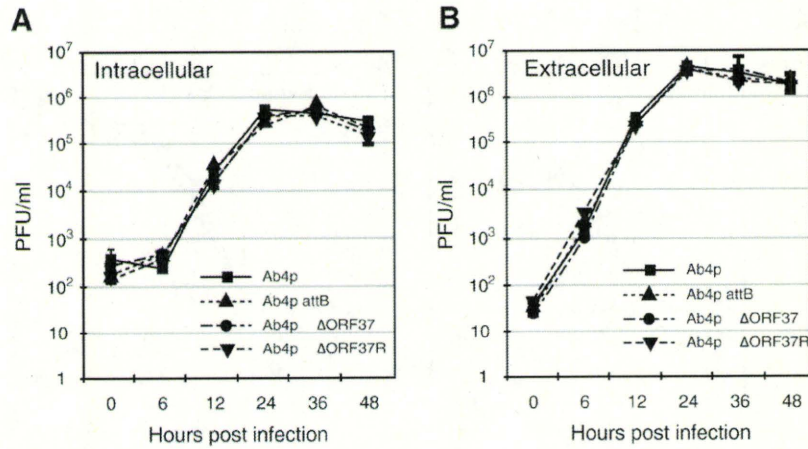 A
Intracellular
PFU/ml
10⁷
10⁶
10⁵
10⁴
10³
10²
10
1
Ab4p
Ab4p attB
Ab4p ΔORF37
Ab4p ΔORF37R
0 6 12 24 36 48
Hours post infection
B
Extracellular
PFU/ml
10⁷
10⁶
10⁵
10⁴
10³
10²
10
1
Ab4p
Ab4p attB
Ab4p ΔORF37
Ab4p ΔORF37R
0 6 12 24 36 48
Hours post infection